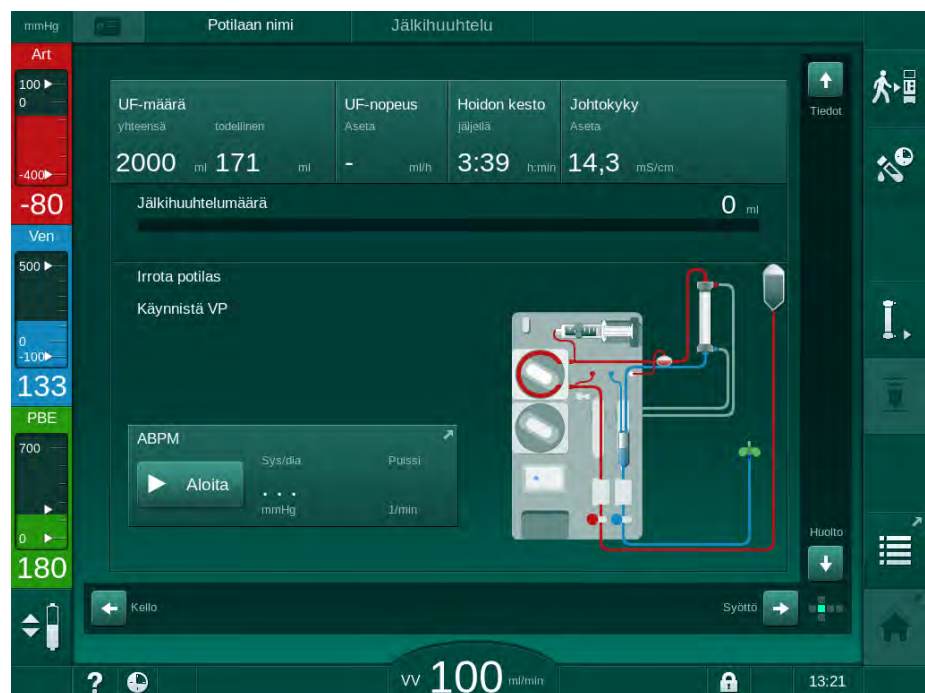 mmHg Potilaan nimi Jälkihuuhtelu
Art
100
0
-400
-80
Ven
500
0
-100
133
PBE
700
0
180
Tiedot
UF-määrä UF-nopeus Hoidon kesto Johtokyky
yhteensä todellinen Aseta jäljellä Aseta
2000 ml 171 ml - ml/h 3:39 h:min 14,3 mS/cm
Jälkihuuhtelumäärä 0 ml
Irrota potilas
Käynnistä VP
ABPM
Sys/dia Pulssi
Aloita . . .
mmHg 1/min
Huolto
Kello Syöttö
? VV 100 ml/min 13:21